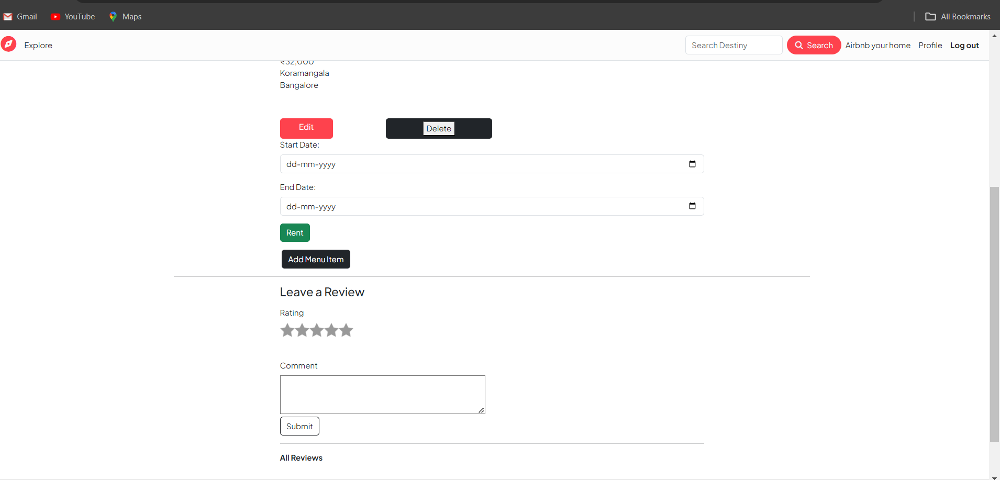 Gmail YouTube Maps All Bookmarks
Explore Search Destiny Search Airbnb your home Profile Log out
₹32,000
Koramangala
Bangalore
Edit Delete
Start Date:
dd-mm-yyyy
End Date:
dd-mm-yyyy
Rent
Add Menu Item
Leave a Review
Rating
Comment
Submit
All Reviews